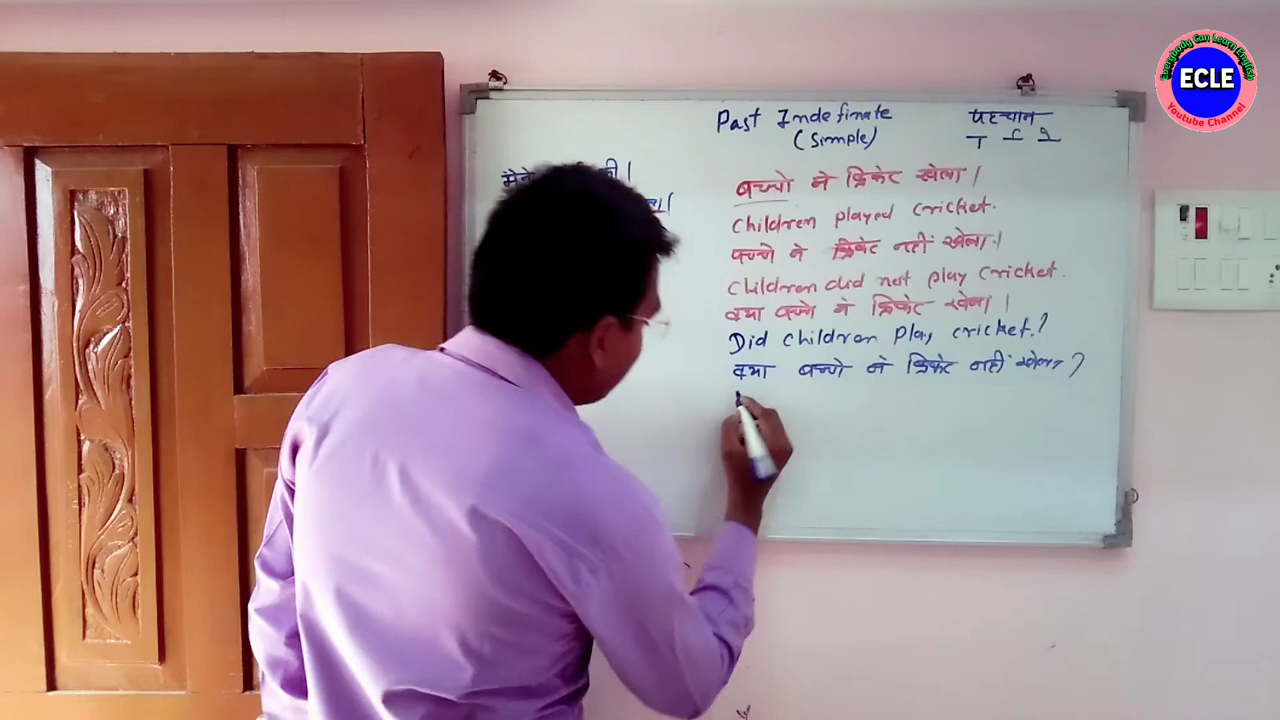 Past Indefinate
(Simple)
पहचान
बच्चो ने क्रिकेट खेला।
Children played cricket.
बच्चो ने क्रिकेट नहीं खेला।
Children did not play cricket.
क्या बच्चो ने क्रिकेट खेला।
Did children play cricket?
क्या बच्चो ने क्रिकेट नहीं खेला?
मैने
Everybody Can Learn English
ECLE
Youtube Channel